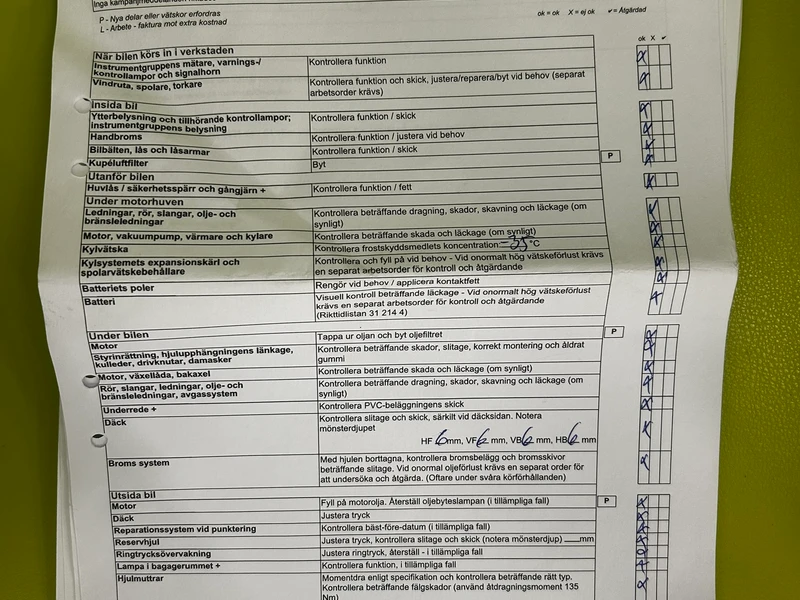 P - Nya delar eller vätskor erfordras
L - Arbete - faktura mot extra kostnad
ok = ok X = ej ok ✔ = Åtgärdad
ok X ✔
När bilen körs in i verkstaden
Instrumentgruppens mätare, varnings-/ Kontrollera funktion
kontrollampor och signalhorn
Vindruta, spolare, torkare Kontrollera funktion och skick, justera/reparera/byt vid behov (separat
arbetsorder krävs)
Insida bil
Ytterbelysning och tillhörande kontrollampor; Kontrollera funktion / skick
instrumentgruppens belysning
Handbroms Kontrollera funktion / justera vid behov
Bilbälten, lås och låsarmar Kontrollera funktion / skick
Kupéluftfilter Byt P
Utanför bilen
Huvlås / säkerhetsspärr och gångjärn + Kontrollera funktion / fett
Under motorhuven
Ledningar, rör, slangar, olje- och Kontrollera beträffande dragning, skador, skavning och läckage (om
bränsleledningar synligt)
Motor, vakuumpump, värmare och kylare Kontrollera beträffande skada och läckage (om synligt)
Kylvätska Kontrollera frostskyddsmedlets koncentration -35 °C
Kylsystemets expansionskärl och Kontrollera och fyll på vid behov - Vid onormalt hög vätskeförlust krävs
spolarvätskebehållare en separat arbetsorder för kontroll och åtgärdande
Batteriets poler Rengör vid behov / applicera kontaktfett
Batteri Visuell kontroll beträffande läckage - Vid onormalt hög vätskeförlust
krävs en separat arbetsorder för kontroll och åtgärdande
(Rikttidlistan 31 214 4)
Under bilen
Motor Tappa ur oljan och byt oljefiltret P
Styrinrättning, hjulupphängningens länkage, Kontrollera beträffande skador, slitage, korrekt montering och åldrat
kulleder, drivknutar, damasker gummi
Motor, växellåda, bakaxel Kontrollera beträffande skada och läckage (om synligt)
Rör, slangar, ledningar, olje- och Kontrollera beträffande dragning, skador, skavning och läckage (om
bränsleledningar, avgassystem synligt)
Underrede + Kontrollera PVC-beläggningens skick
Däck Kontrollera slitage och skick, särkilt vid däcksidan. Notera
mönsterdjupet
HF 6 mm, VF 6 mm, VB 6 mm, HB 6 mm
Broms system Med hjulen borttagna, kontrollera bromsbelägg och bromsskivor
beträffande slitage. Vid onormal oljeförlust krävs en separat order för
att undersöka och åtgärda. (Oftare under svåra körförhållanden)
Utsida bil
Motor Fyll på motorolja. Återställ oljebyteslampan (i tillämpliga fall) P
Däck Justera tryck
Reparationssystem vid punktering Kontrollera bäst-före-datum (i tillämpliga fall)
Reservhjul Justera tryck, kontrollera slitage och skick (notera mönsterdjup) ___mm
Ringtrycksövervakning Justera ringtryck, återställ - i tillämpliga fall
Lampa i bagagerummet + Kontrollera funktion, i tillämpliga fall
Hjulmuttrar Momentdra enligt specifikation och kontrollera beträffande rätt typ.
Kontrollera beträffande fälgskador (använd åtdragningsmoment 135
Nm)